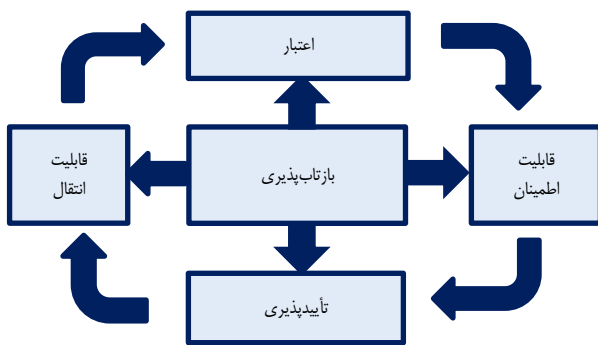 اعتبار
قابلیت
اطمینان
بازتاب‌پذیری
قابلیت
انتقال
تأییدپذیری